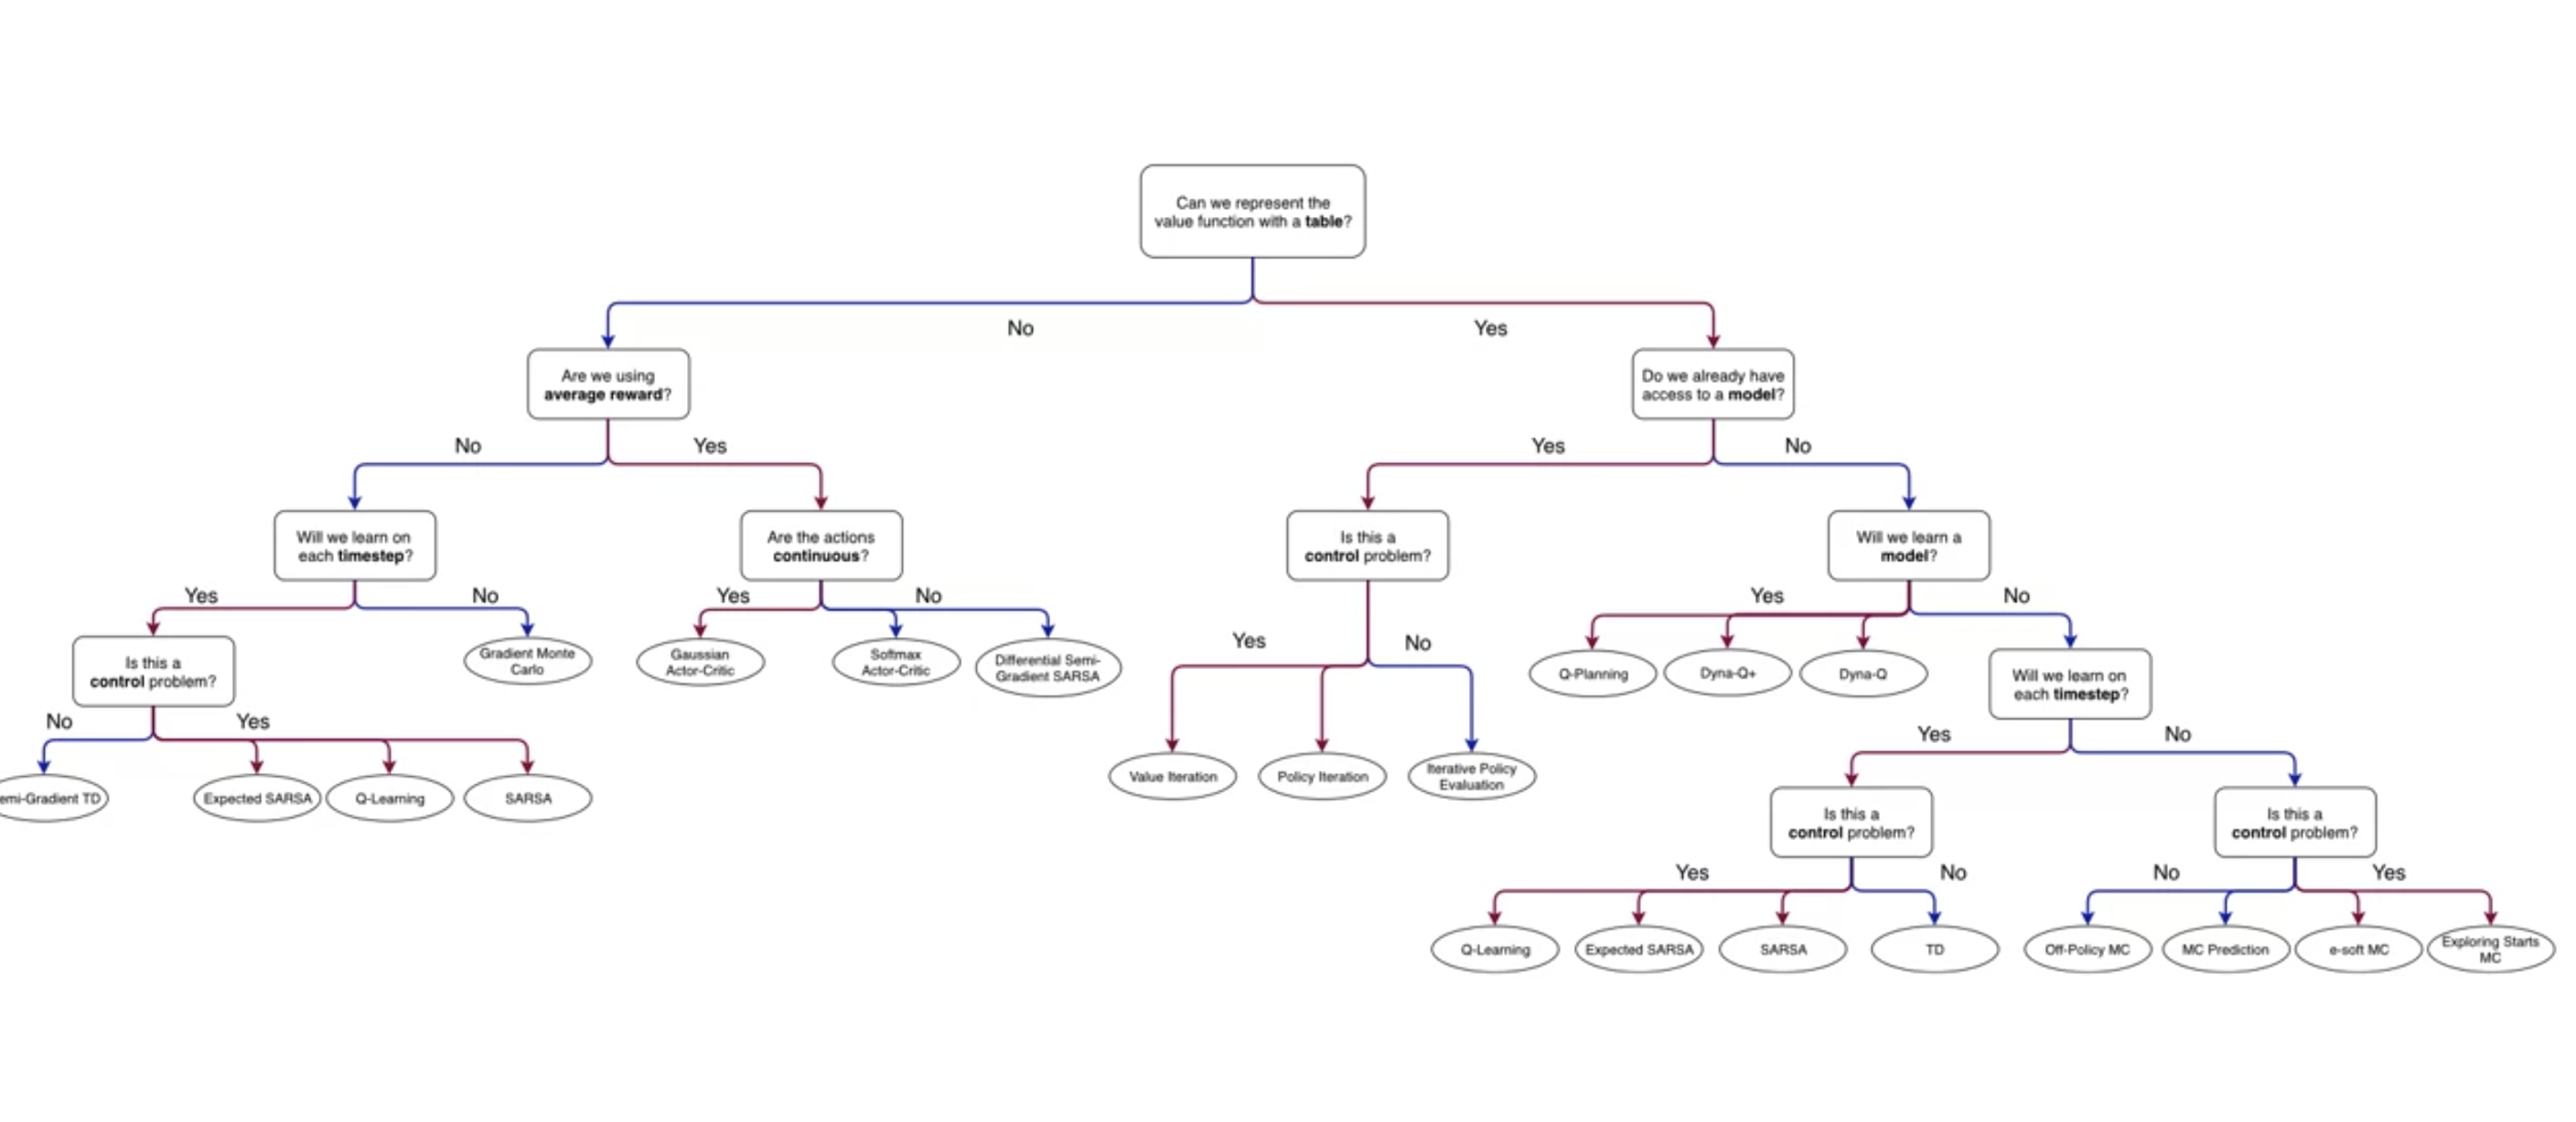 Can we represent the
value function with a table?
No
Yes
Are we using
average reward?
Do we already have
access to a model?
No
Yes
Yes
No
Will we learn on
each timestep?
Are the actions
continuous?
Is this a
control problem?
Will we learn a
model?
Yes
No
Yes
No
Yes
No
Yes
No
Is this a
control problem?
Gradient Monte
Carlo
Gaussian
Actor-Critic
Softmax
Actor-Critic
Differential Semi-
Gradient SARSA
Q-Planning
Dyna-Q+
Dyna-Q
Will we learn on
each timestep?
No
Yes
Yes
No
emi-Gradient TD
Expected SARSA
Q-Learning
SARSA
Value Iteration
Policy Iteration
Iterative Policy
Evaluation
Is this a
control problem?
Is this a
control problem?
Yes
No
No
Yes
Q-Learning
Expected SARSA
SARSA
TD
Off-Policy MC
MC Prediction
e-soft MC
Exploring Starts
MC